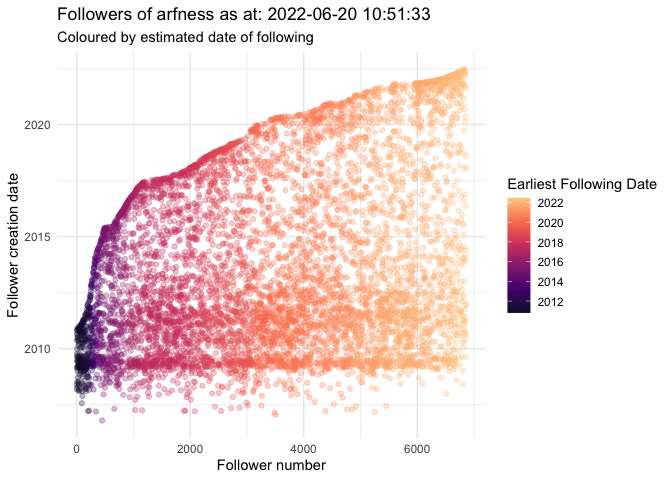 Followers of arfness as at: 2022-06-20 10:51:33
Coloured by estimated date of following
Follower creation date
2020
2015
2010
0
2000
4000
6000
Follower number
Earliest Following Date
2022
2020
2018
2016
2014
2012